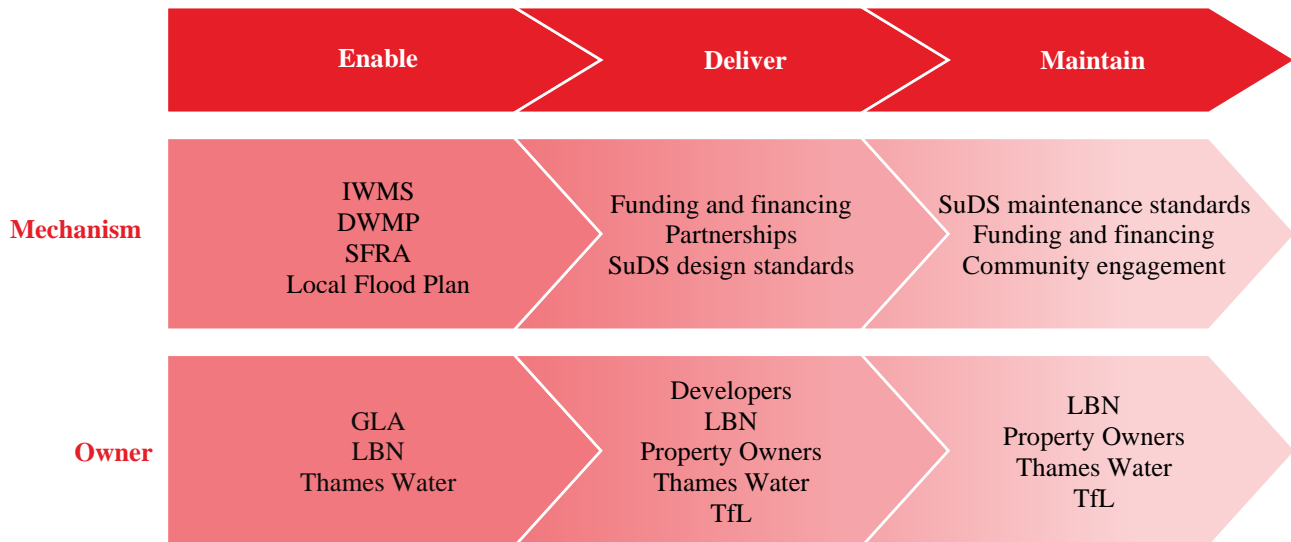 Enable
Deliver
Maintain
Mechanism
IWMS
DWMP
SFRA
Local Flood Plan
Funding and financing
Partnerships
SuDS design standards
SuDS maintenance standards
Funding and financing
Community engagement
Owner
GLA
LBN
Thames Water
Developers
LBN
Property Owners
Thames Water
TfL
LBN
Property Owners
Thames Water
TfL